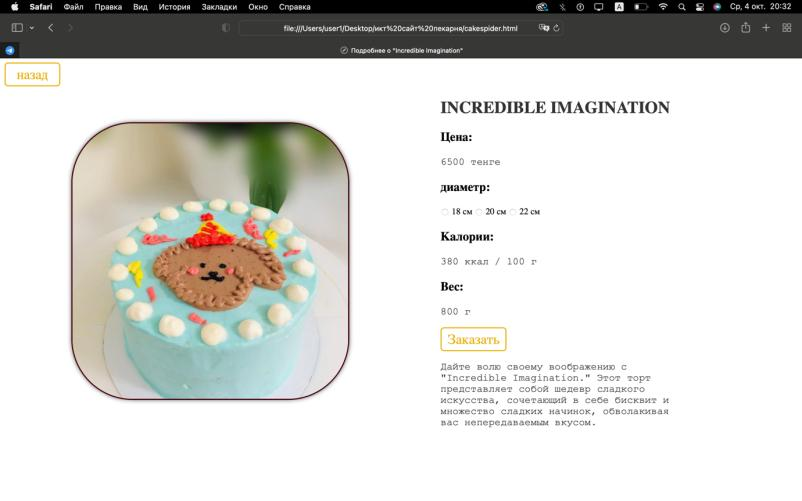 Safari Файл Правка Вид История Закладки Окно Справка
A
Ср, 4 окт. 20:32
file:///Users/user1/Desktop/икт%20сайт%20пекарня/cakespider.html
Подробнее о "Incredible Imagination"
назад
INCREDIBLE IMAGINATION
Цена:
6500 тенге
диаметр:
18 см 20 см 22 см
Калории:
380 ккал / 100 г
Вес:
800 г
Заказать
Дайте волю своему воображению с
"Incredible Imagination." Этот торт
представляет собой шедевр сладкого
искусства, сочетающий в себе бисквит и
множество сладких начинок, обволакивая
вас непередаваемым вкусом.